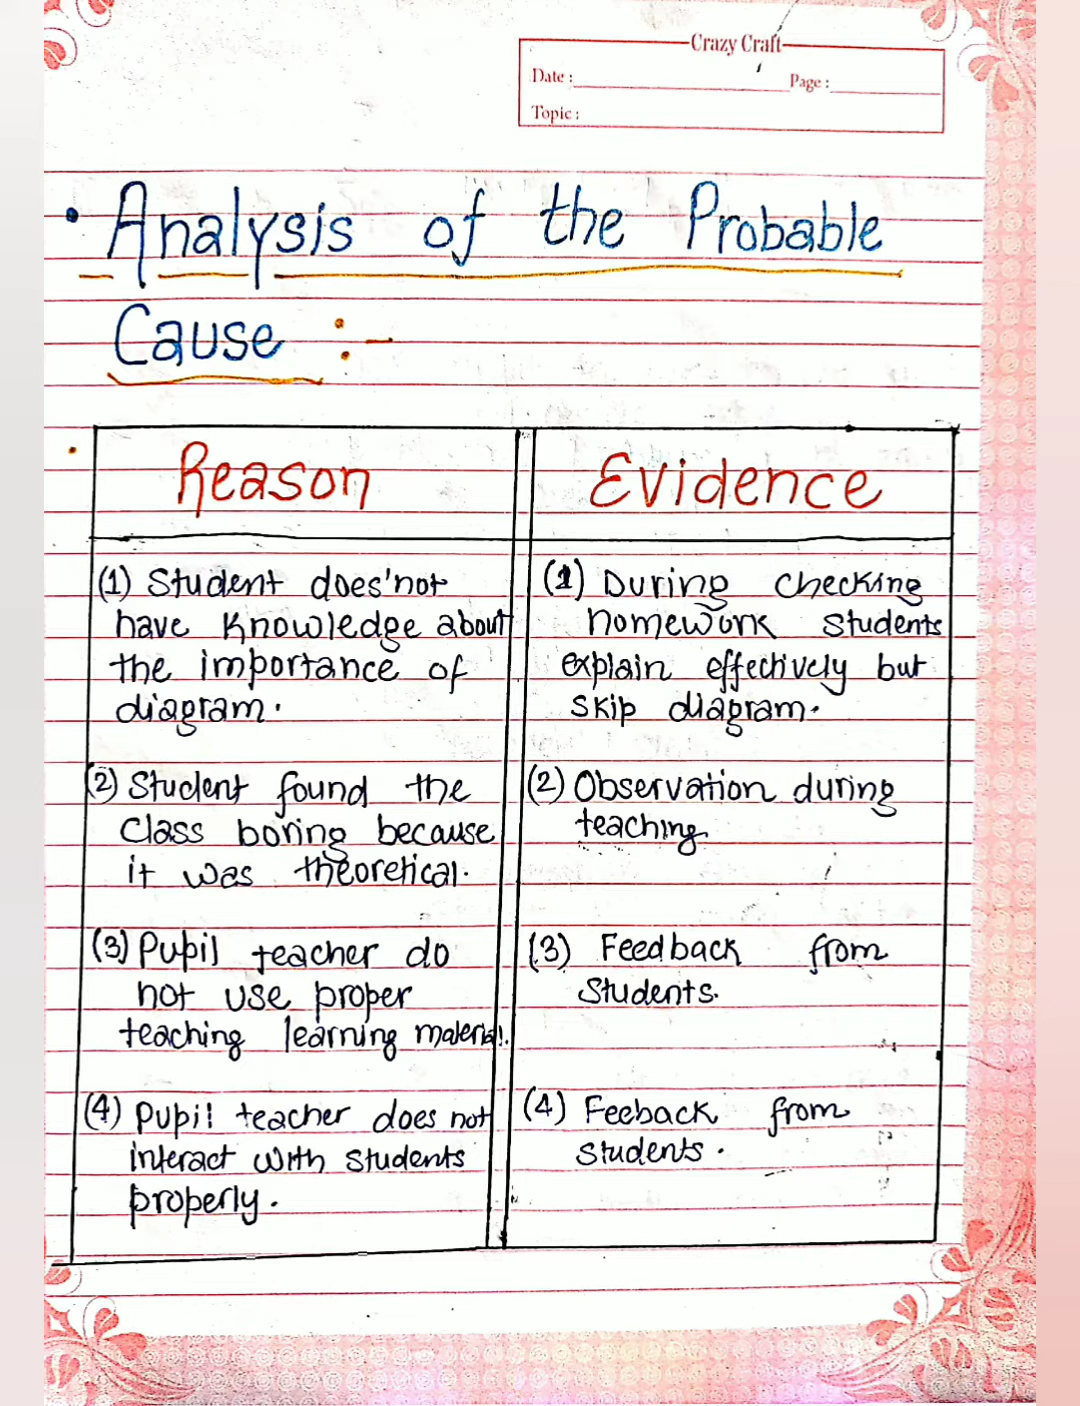 Crazy Craft
Date : Page :
Topic :
• Analysis of the Probable
Cause :-
Reason
(1) Student does'not
have Knowledge about
the importance of
diagram.
(2) Student found the
Class boring because
it was theoretical.
(3) Pupil teacher do
not use proper
teaching learning material.
(4) Pupil teacher does not
interact with students
properly.
Evidence
(1) During checking
homework students
explain effectively but
skip diagram.
(2) Observation during
teaching.
(3) Feedback from
Students.
(4) Feeback from
students.